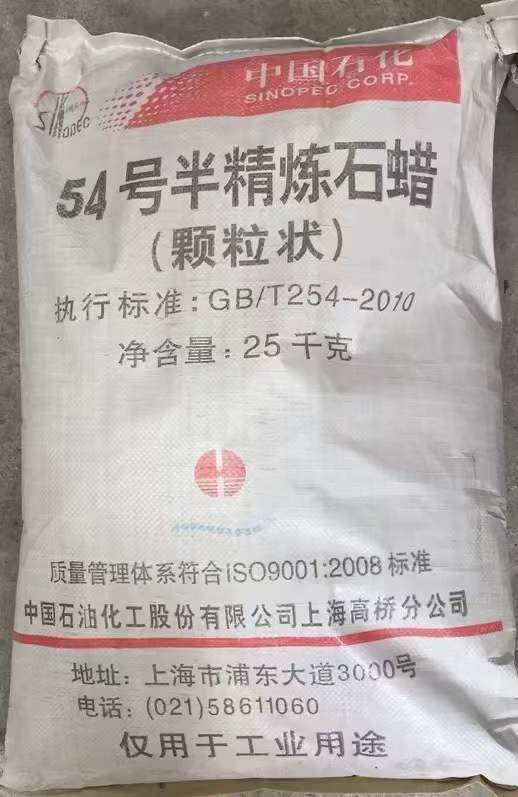 中国石化
SINOPEC CORP.
SINOPEC
54号半精炼石蜡
(颗粒状)
执行标准:GB/T254-2010
净含量:25千克
质量管理体系符合ISO9001:2008标准
中国石油化工股份有限公司上海高桥分公司
地址:上海市浦东大道3000号
电话:(021)58611060
仅用于工业用途